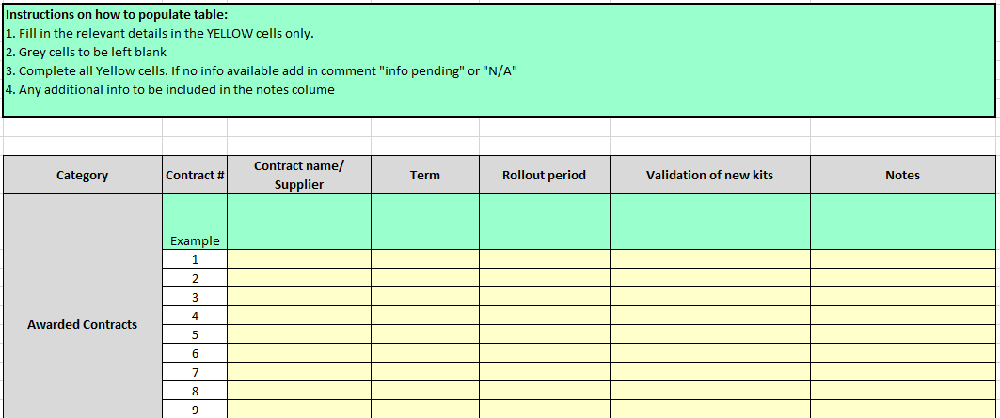 Instructions on how to populate table:
1. Fill in the relevant details in the YELLOW cells only.
2. Grey cells to be left blank
3. Complete all Yellow cells. If no info available add in comment "info pending" or "N/A"
4. Any additional info to be included in the notes colume
Category Contract # Contract name/ Supplier Term Rollout period Validation of new kits Notes
Example
1
2
3
4
Awarded Contracts
5
6
7
8
9